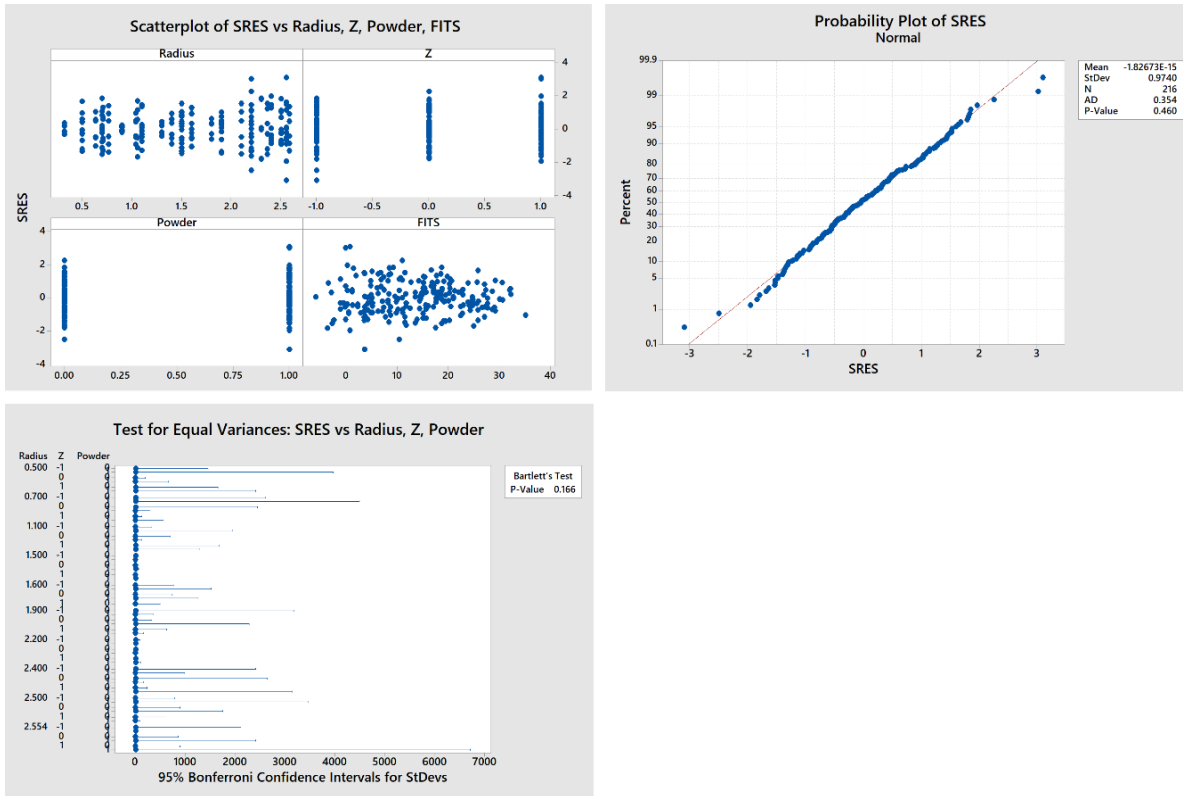 Scatterplot of SRES vs Radius, Z, Powder, FITS
Radius Z
4
2
0
-2
-4
0.5 1.0 1.5 2.0 2.5 -1.0 -0.5 0.0 0.5 1.0
SRES
Powder FITS
4
2
0
-2
-4
0.00 0.25 0.50 0.75 1.00 0 10 20 30 40
Probability Plot of SRES
Normal
99.9
99
95
90
80
70
60
50
40
30
20
10
5
1
0.1
Percent
-3 -2 -1 0 1 2 3
SRES
Mean -1.82673E-15
StDev 0.9740
N 216
AD 0.354
P-Value 0.460
Test for Equal Variances: SRES vs Radius, Z, Powder
Radius Z Powder
0.500 -1
0
1
0.700 -1
0
1
1.100 -1
0
1
1.500 -1
0
1
1.600 -1
0
1
1.900 -1
0
1
2.200 -1
0
1
2.400 -1
0
1
2.500 -1
0
1
2.554 -1
0
1
0 1000 2000 3000 4000 5000 6000 7000
95% Bonferroni Confidence Intervals for StDevs
Bartlett's Test
P-Value 0.166